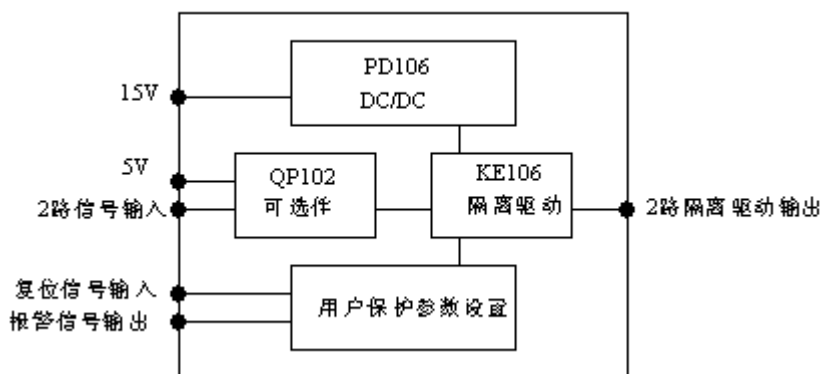 PD106
DC/DC
15V
5V
QP102
可选件
KE106
隔离驱动
2路信号输入
2路隔离驱动输出
复位信号输入
报警信号输出
用户保护参数设置